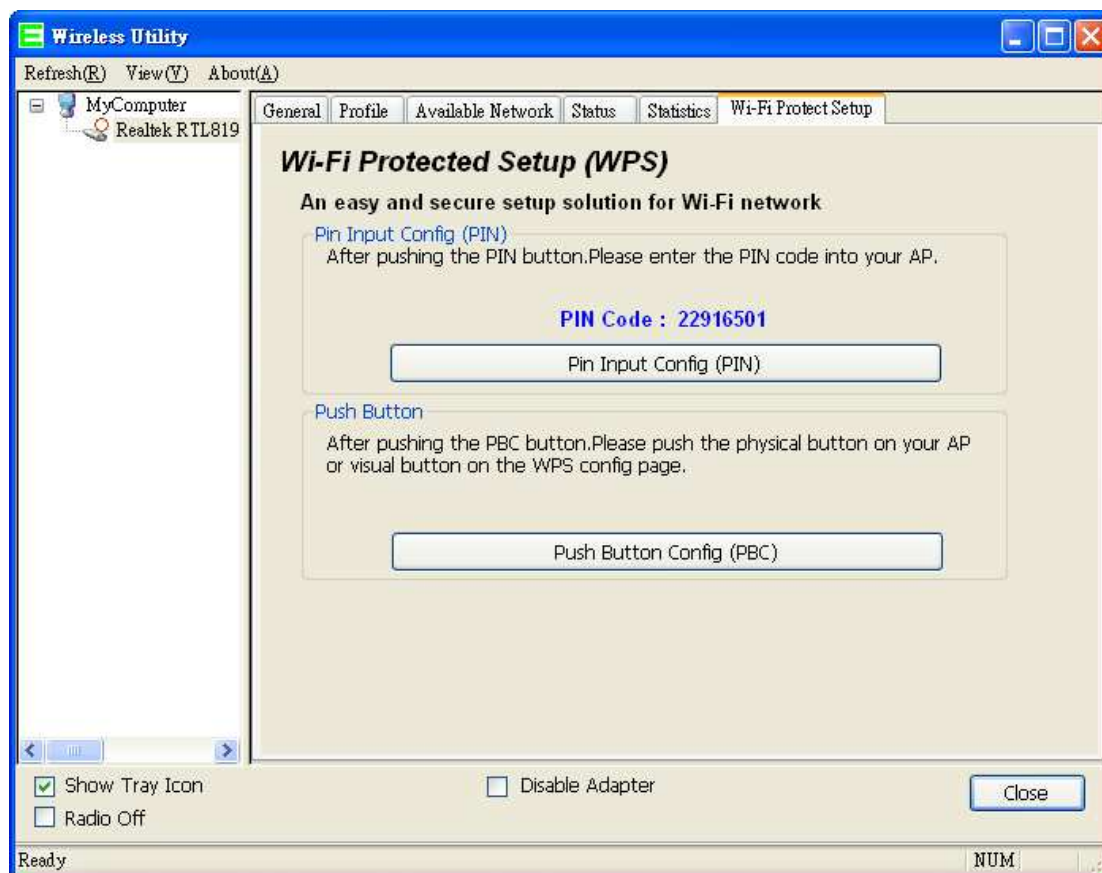 Wireless Utility
Refresh(R) View(V) About(A)
MyComputer
Realtek RTL819
General Profile Available Network Status Statistics Wi-Fi Protect Setup
Wi-Fi Protected Setup (WPS)
An easy and secure setup solution for Wi-Fi network
Pin Input Config (PIN)
After pushing the PIN button.Please enter the PIN code into your AP.
PIN Code : 22916501
Pin Input Config (PIN)
Push Button
After pushing the PBC button.Please push the physical button on your AP
or visual button on the WPS config page.
Push Button Config (PBC)
Show Tray Icon
Disable Adapter
Close
Radio Off
Ready
NUM